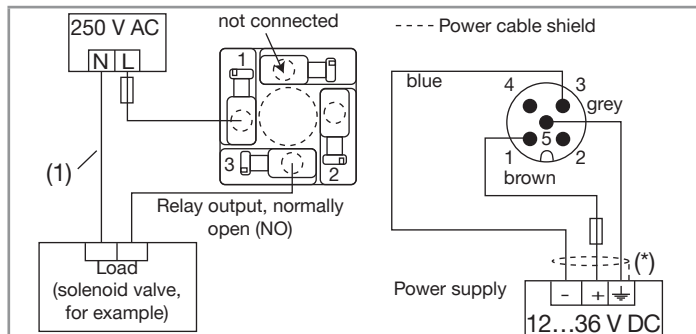 250 V AC
N L
not connected
1
2
3
(1)
Relay output, normally
open (NO)
Load
(solenoid valve,
for example)
Power cable shield
blue
4
3
grey
5
1
2
brown
(*)
Power supply
- +
12...36 V DC